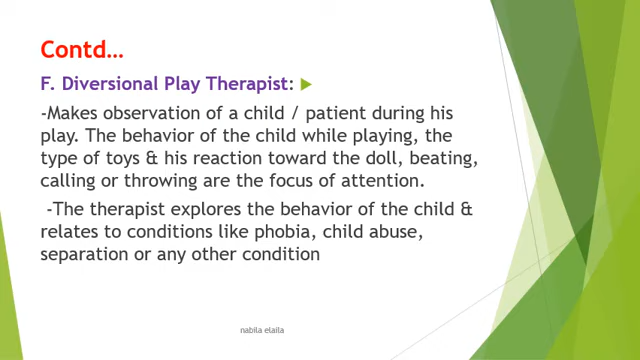 Contd…
F. Diversional Play Therapist:
-Makes observation of a child / patient during his
play. The behavior of the child while playing, the
type of toys & his reaction toward the doll, beating,
calling or throwing are the focus of attention.
-The therapist explores the behavior of the child &
relates to conditions like phobia, child abuse,
separation or any other condition
nabila elaila